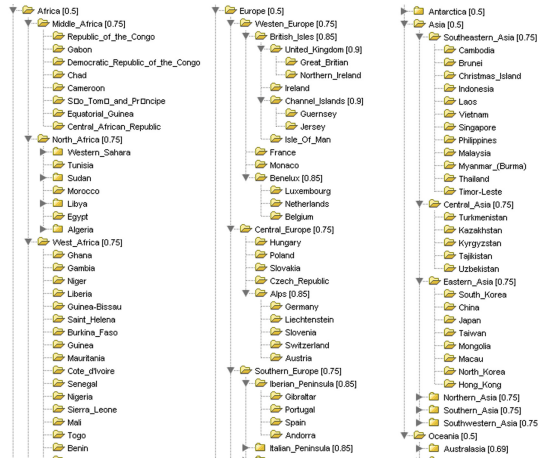 Africa [0.5]
Middle_Africa [0.75]
Republic_of_the_Congo
Gabon
Democratic_Republic_of_the_Congo
Chad
Cameroon
S□o_Tom□_and_Pr□ncipe
Equatorial_Guinea
Central_African_Republic
North_Africa [0.75]
Western_Sahara
Tunisia
Sudan
Morocco
Libya
Egypt
Algeria
West_Africa [0.75]
Ghana
Gambia
Niger
Liberia
Guinea-Bissau
Saint_Helena
Burkina_Faso
Guinea
Mauritania
Cote_d'Ivoire
Senegal
Nigeria
Sierra_Leone
Mali
Togo
Benin
Europe [0.5]
Westen_Europe [0.75]
British_Isles [0.85]
United_Kingdom [0.9]
Great_Britian
Northern_Ireland
Ireland
Channel_Islands [0.9]
Guernsey
Jersey
Isle_Of_Man
France
Monaco
Benelux [0.85]
Luxembourg
Netherlands
Belgium
Central_Europe [0.75]
Hungary
Poland
Slovakia
Czech_Republic
Alps [0.85]
Germany
Liechtenstein
Slovenia
Switzerland
Austria
Southern_Europe [0.75]
Iberian_Peninsula [0.85]
Gibraltar
Portugal
Spain
Andorra
Italian_Peninsula [0.85]
Antarctica [0.5]
Asia [0.5]
Southeastern_Asia [0.75]
Cambodia
Brunei
Christmas_Island
Indonesia
Laos
Vietnam
Singapore
Philippines
Malaysia
Myanmar_(Burma)
Thailand
Timor-Leste
Central_Asia [0.75]
Turkmenistan
Kazakhstan
Kyrgyzstan
Tajikistan
Uzbekistan
Eastern_Asia [0.75]
South_Korea
China
Japan
Taiwan
Mongolia
Macau
North_Korea
Hong_Kong
Northern_Asia [0.75]
Southern_Asia [0.75]
Southwestern_Asia [0.75
Oceania [0.5]
Australasia [0.69]